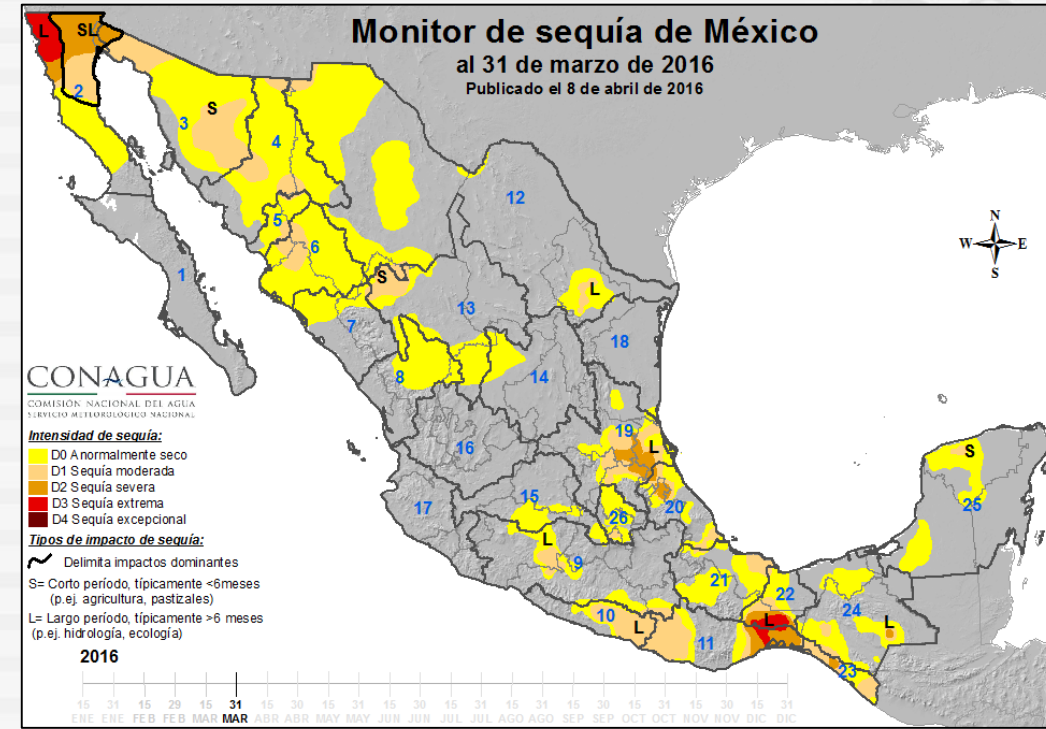 Monitor de sequía de México
al 31 de marzo de 2016
Publicado el 8 de abril de 2016
L
SL
2
S
3
4
12
N
W E
S
5
6
1
S
L
13
7
18
8
14
CONAGUA
COMISIÓN NACIONAL DEL AGUA
SERVICIO METEOROLÓGICO NACIONAL
Intensidad de sequía:
D0 Anormalmente seco
D1 Sequía moderada
D2 Sequía severa
D3 Sequía extrema
D4 Sequía excepcional
Tipos de impacto de sequía:
Delimita impactos dominantes
S= Corto período, típicamente <6meses
(p.ej. agricultura, pastizales)
L= Largo período, típicamente >6 meses
(p.ej. hidrología, ecología)
19
L
16
S
17
15
20
25
26
L
9
21
22
24
10
L
11
L
L
23
2016
15 31 15 29 15 31 15 30 15 31 15 30 15 31 15 31 15 30 15 31 15 30 15 31
ENE ENE FEB FEB MAR MAR ABR ABR MAY MAY JUN JUN JUL JUL AGO AGO SEP SEP OCT OCT NOV NOV DIC DIC